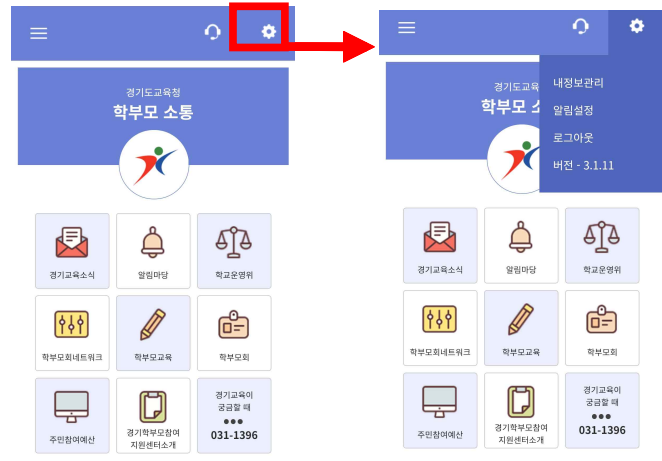 경기도교육청
학부모 소통
경기교육소식
알림마당
학교운영위
학부모회네트워크
학부모교육
학부모회
주민참여예산
경기학부모참여
지원센터소개
경기교육이
궁금할 때
031-1396
경기도교육
학부모 소
내정보관리
알림설정
로그아웃
버전 - 3.1.11
경기교육소식
알림마당
학교운영위
학부모회네트워크
학부모교육
학부모회
주민참여예산
경기학부모참여
지원센터소개
경기교육이
궁금할 때
031-1396